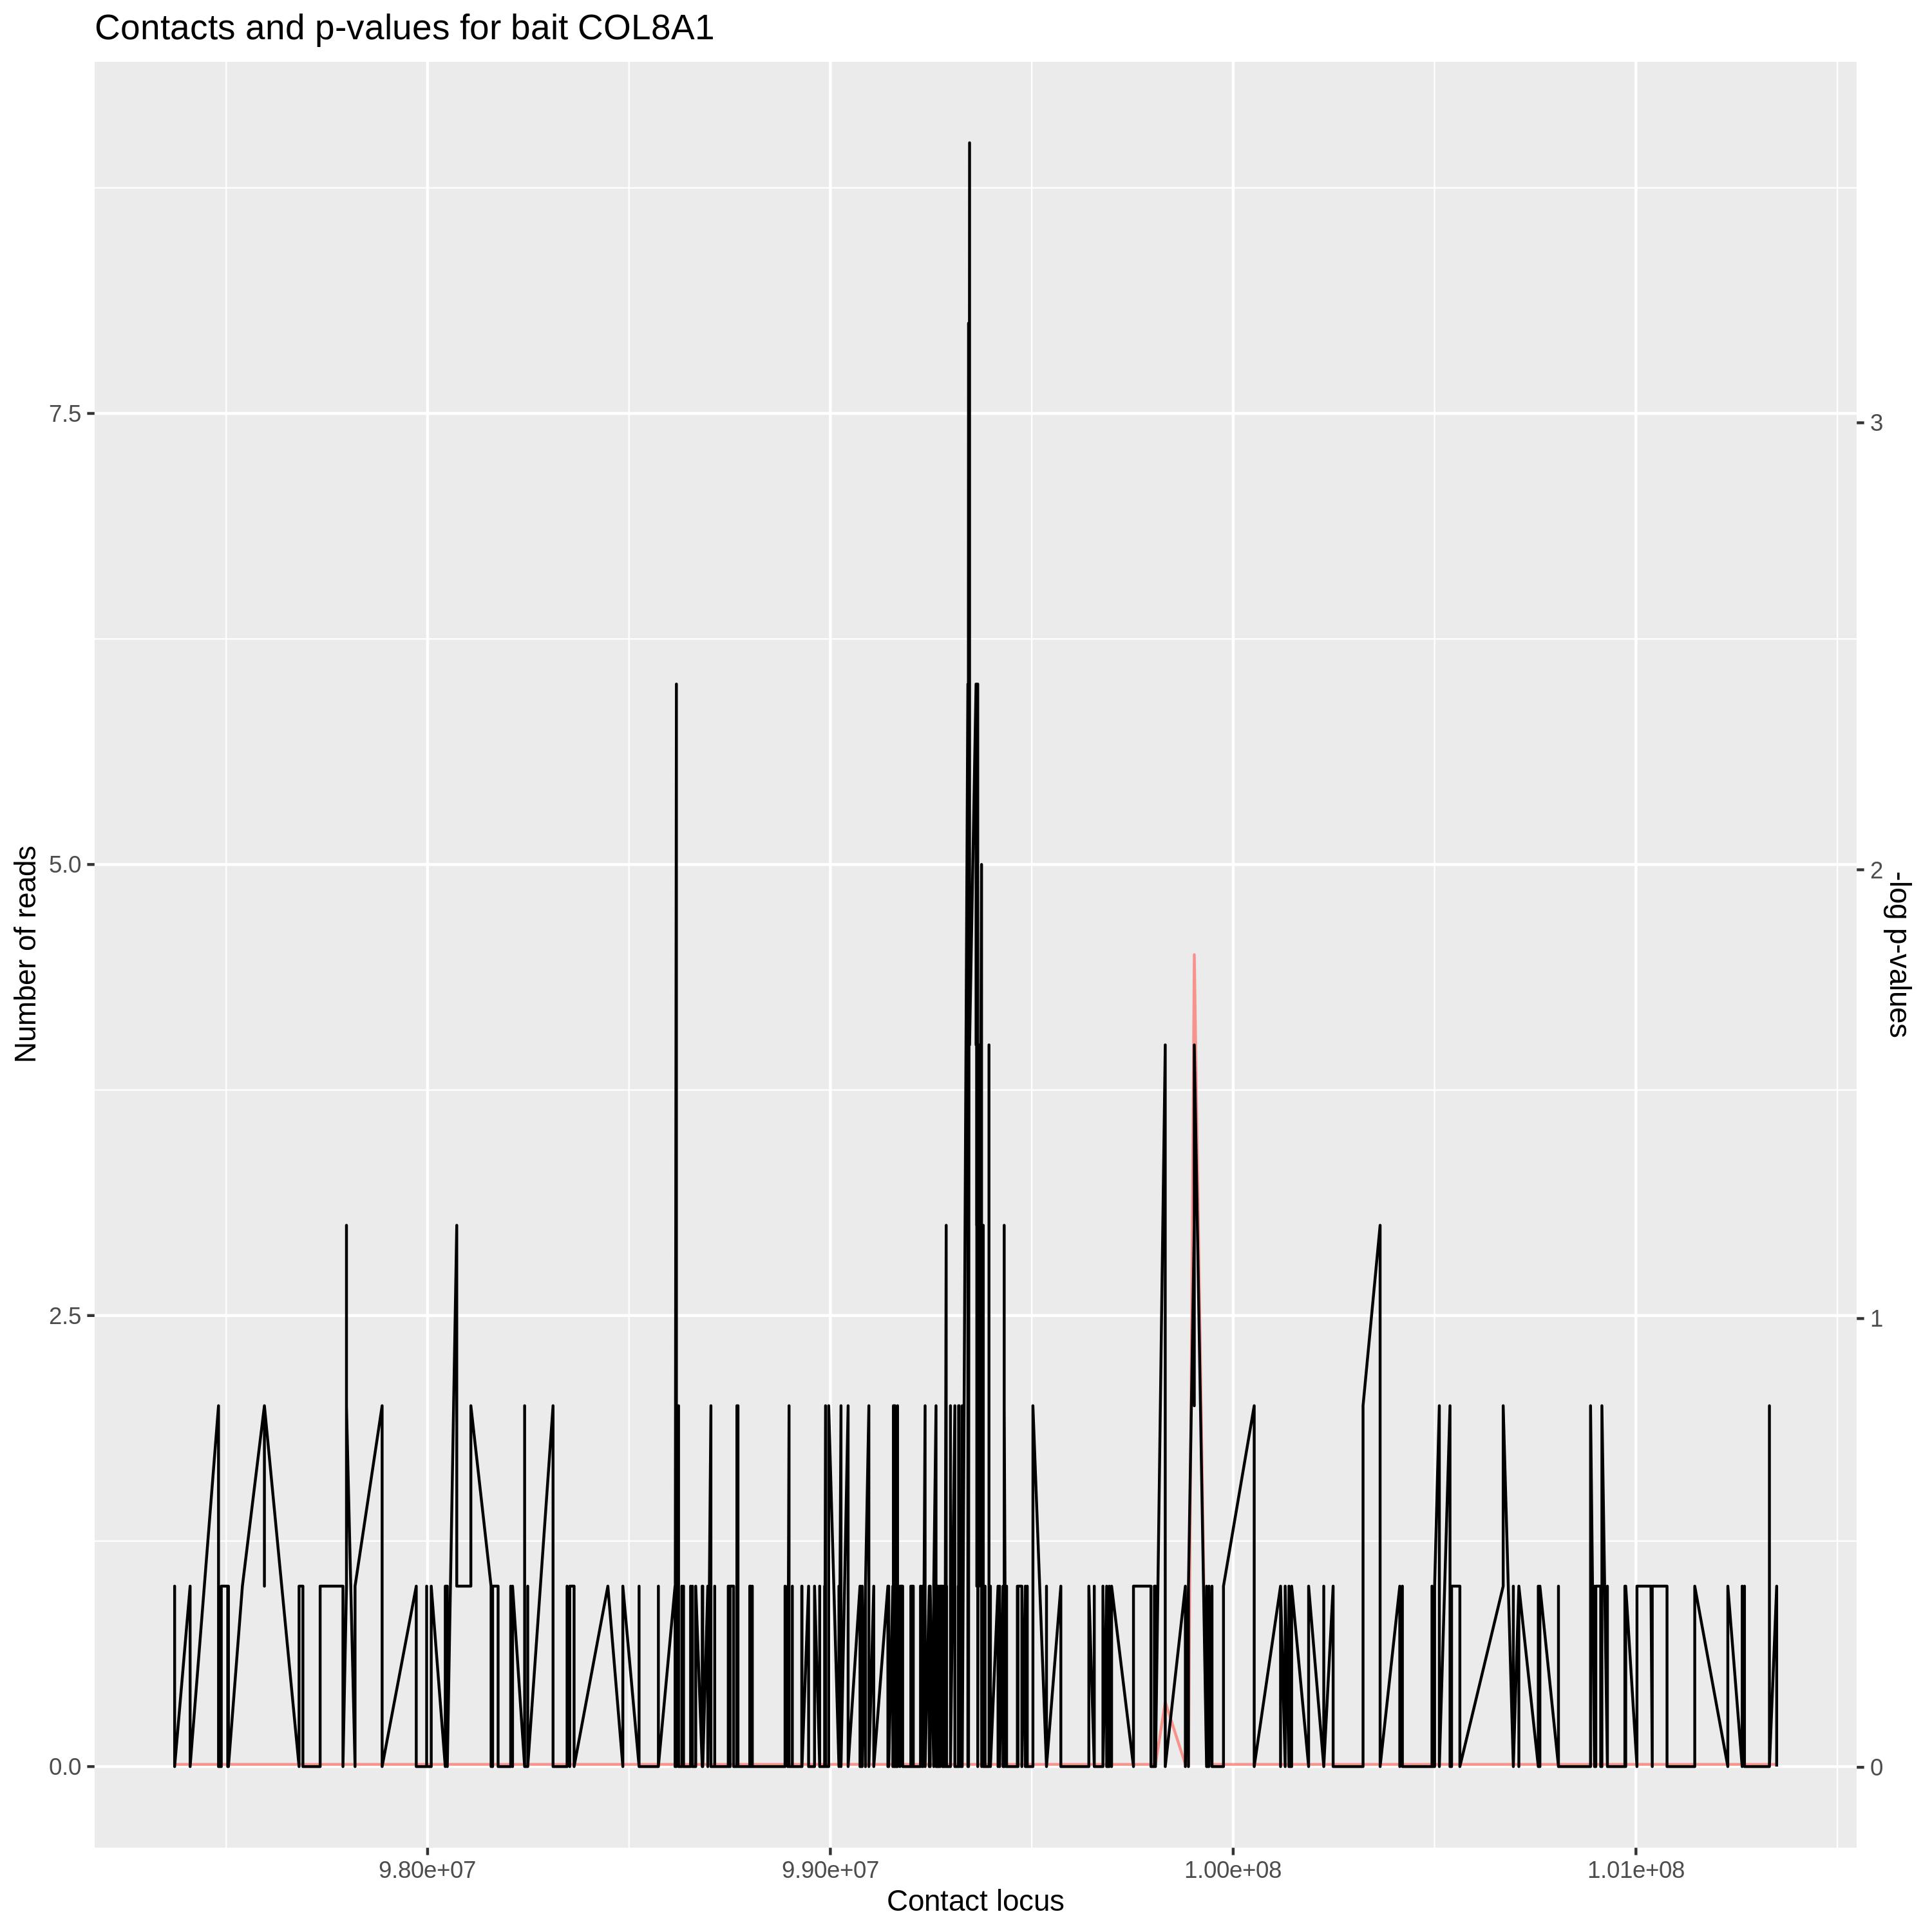 Contacts and p-values for bait COL8A1
Number of reads
7.5
5.0
2.5
0.0
3
2
1
0
-log p-values
9.80e+07
9.90e+07
1.00e+08
1.01e+08
Contact locus